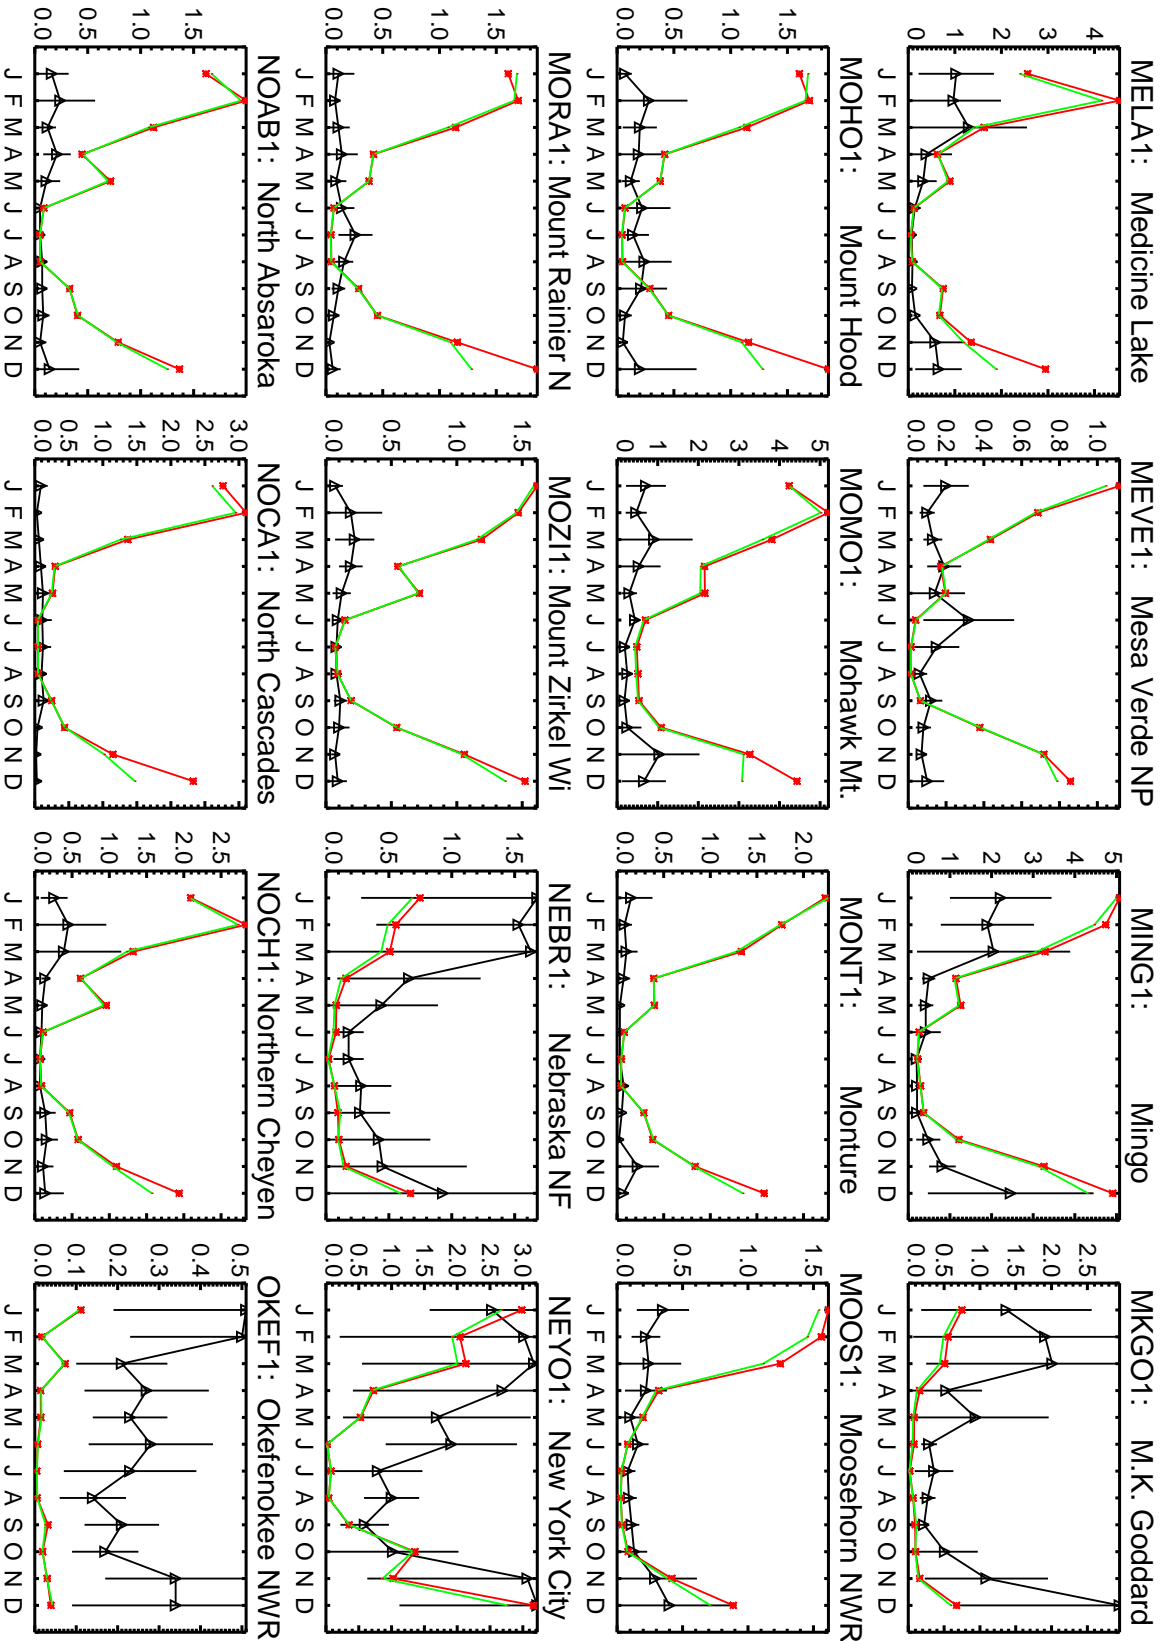 MELA1: Medicine Lake
4
3
2
1
0
J F M A M J J A S O N D
MEVE1: Mesa Verde NP
1.0
0.8
0.6
0.4
0.2
0.0
J F M A M J J A S O N D
MING1: Mingo
5
4
3
2
1
0
J F M A M J J A S O N D
MKGO1: M.K. Goddard
2.5
2.0
1.5
1.0
0.5
0.0
J F M A M J J A S O N D
MOHO1: Mount Hood
1.5
1.0
0.5
0.0
J F M A M J J A S O N D
MOMO1: Mohawk Mt.
5
4
3
2
1
0
J F M A M J J A S O N D
MONT1: Monture
2.0
1.5
1.0
0.5
0.0
J F M A M J J A S O N D
MOOS1: Moosehorn NWR
1.5
1.0
0.5
0.0
J F M A M J J A S O N D
MORA1: Mount Rainier N
1.5
1.0
0.5
0.0
J F M A M J J A S O N D
MOZI1: Mount Zirkel Wi
1.5
1.0
0.5
0.0
J F M A M J J A S O N D
NEBR1: Nebraska NF
1.5
1.0
0.5
0.0
J F M A M J J A S O N D
NEYO1: New York City
3.0
2.5
2.0
1.5
1.0
0.5
0.0
J F M A M J J A S O N D
NOAB1: North Absaroka
1.5
1.0
0.5
0.0
J F M A M J J A S O N D
NOCA1: North Cascades
3.0
2.5
2.0
1.5
1.0
0.5
0.0
J F M A M J J A S O N D
NOCH1: Northern Cheyen
2.5
2.0
1.5
1.0
0.5
0.0
J F M A M J J A S O N D
OKEF1: Okefenokee NWR
0.5
0.4
0.3
0.2
0.1
0.0
J F M A M J J A S O N D